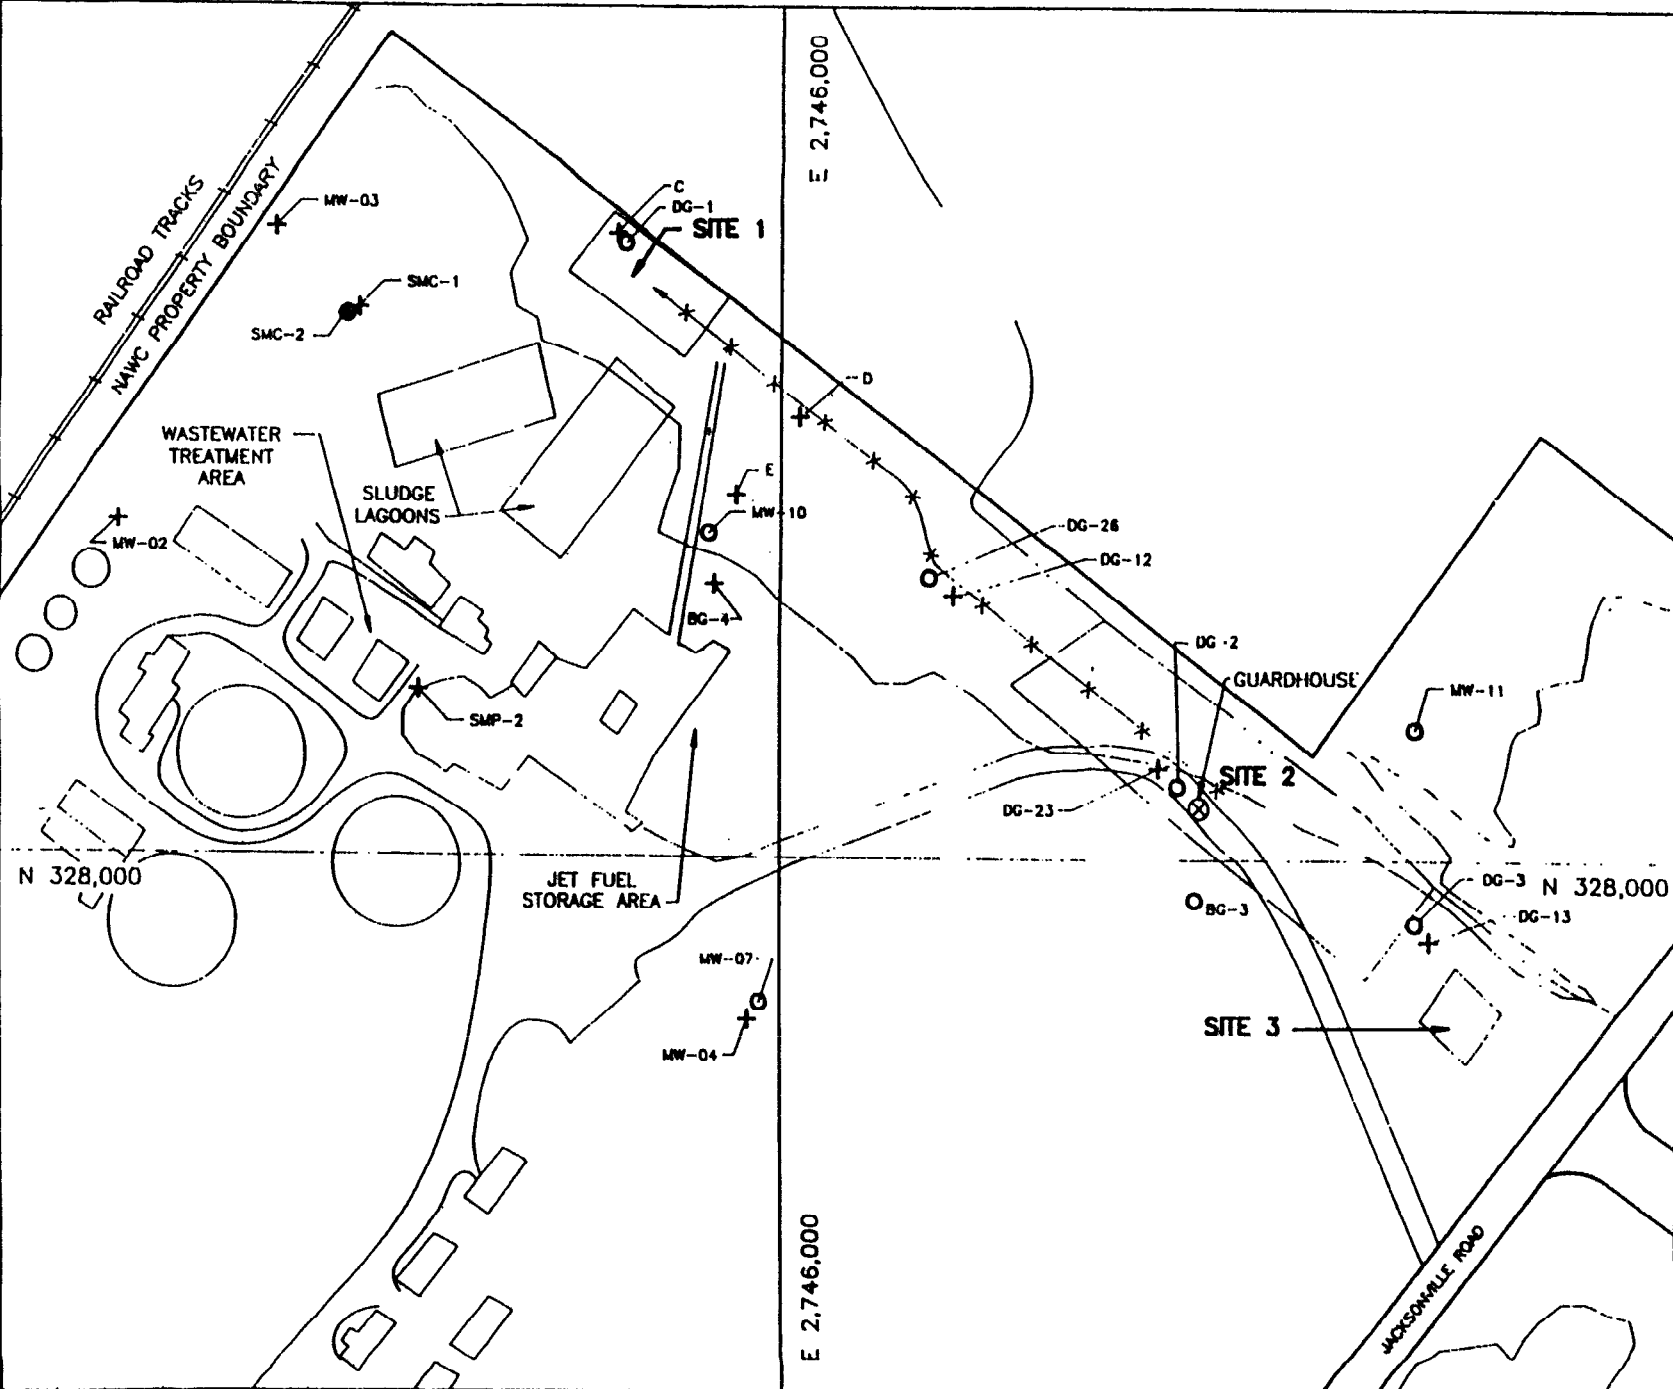 E 2,746,000
RAILROAD TRACKS
NAWC PROPERTY BOUNDARY
MW-03
C
DG-1
SITE 1
SMC-1
SMC-2
D
WASTEWATER
TREATMENT
AREA
SLUDGE
LAGOONS
E
MW-10
MW-02
DG-26
DG-12
BG-4
DG-2
GUARDHOUSE
SMP-2
MW-11
SITE 2
DG-23
N 328,000
JET FUEL
STORAGE AREA
DG-3
N 328,000
BG-3
DG-13
MW-07
SITE 3
MW-04
E 2,746,000
JACKSONVILLE ROAD